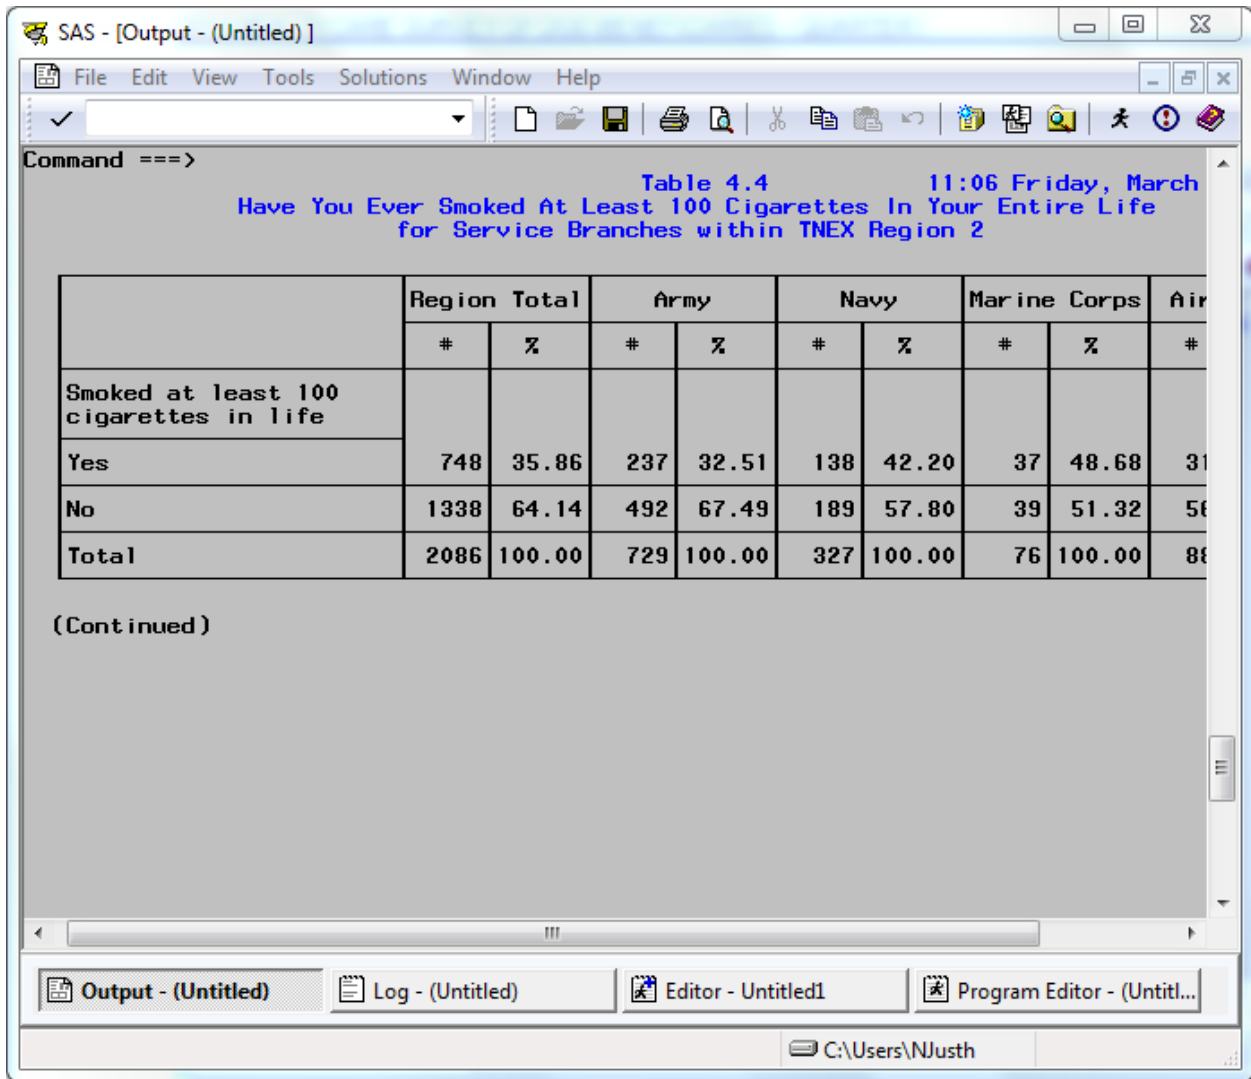 SAS - [Output - (Untitled) ]
File Edit View Tools Solutions Window Help
Command ===>
Table 4.4 11:06 Friday, March
Have You Ever Smoked At Least 100 Cigarettes In Your Entire Life
for Service Branches within TNEX Region 2
Region Total Army Navy Marine Corps Air
# % # % # % # % #
Smoked at least 100
cigarettes in life
Yes 748 35.86 237 32.51 138 42.20 37 48.68 31
No 1338 64.14 492 67.49 189 57.80 39 51.32
Total 2086 100.00 729 100.00 327 100.00 76 100.00
(Continued)
Output - (Untitled) Log - (Untitled) Editor - Untitled1 Program Editor - (Untitl...
C:\Users\NJusth